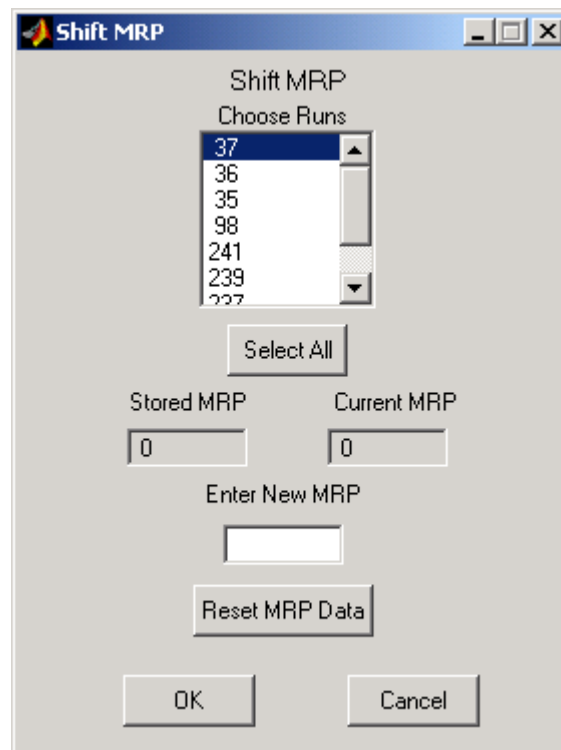 Shift MRP
Shift MRP
Choose Runs
37
36
35
98
241
239
237
Select All
Stored MRP Current MRP
0 0
Enter New MRP
Reset MRP Data
OK Cancel